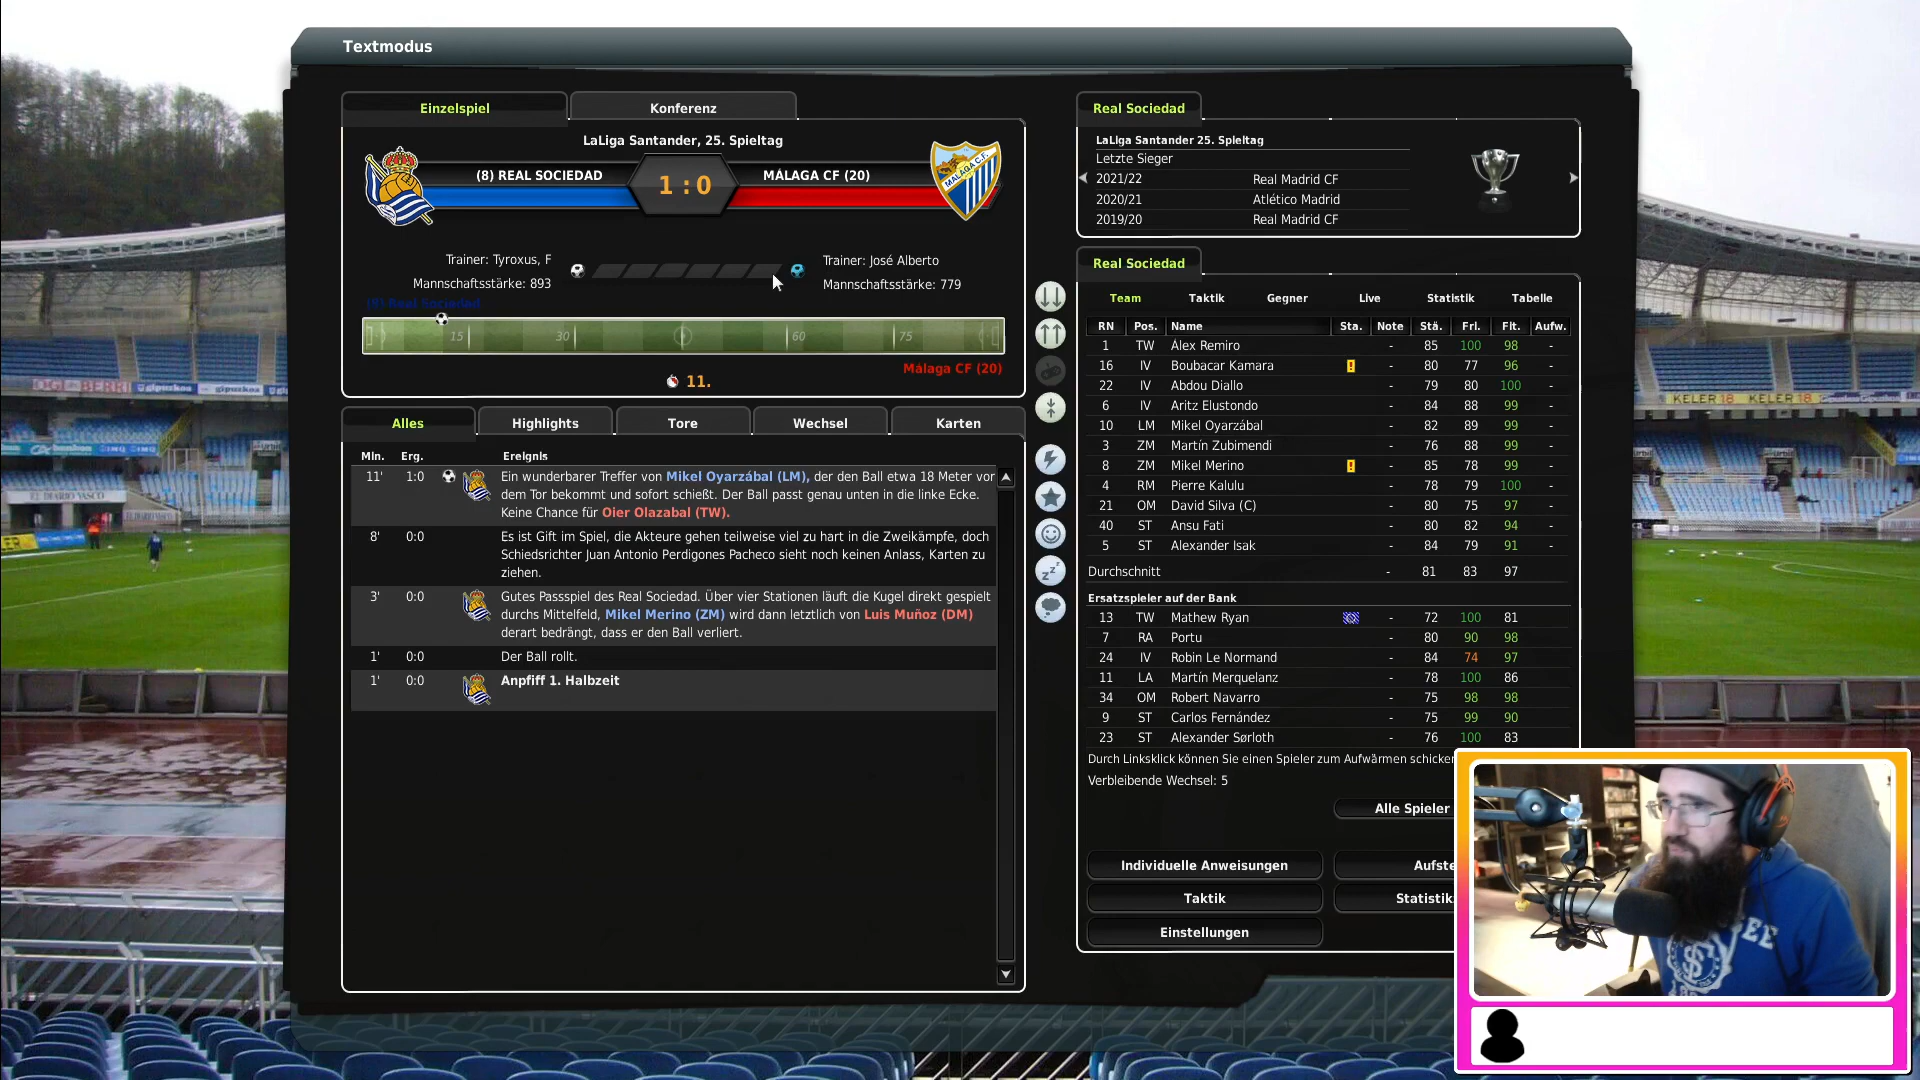 Textmodus
Einzelspiel
Konferenz
LaLiga Santander, 25. Spieltag
(8) REAL SOCIEDAD
1 : 0
MÁLAGA CF (20)
MALAGA C.F.
Trainer: Tyroxus, F
Trainer: José Alberto
Mannschaftsstärke: 893
Mannschaftsstärke: 779
(8) Real Sociedad
15 30 60 75
Málaga CF (20)
11.
Alles Highlights Tore Wechsel Karten
Min. Erg. Ereignis
11' 1:0 Ein wunderbarer Treffer von Mikel Oyarzábal (LM), der den Ball etwa 18 Meter vor
dem Tor bekommt und sofort schießt. Der Ball passt genau unten in die linke Ecke.
Keine Chance für Oier Olazabal (TW).
8' 0:0 Es ist Gift im Spiel, die Akteure gehen teilweise viel zu hart in die Zweikämpfe, doch
Schiedsrichter Juan Antonio Perdigones Pacheco sieht noch keinen Anlass, Karten zu
ziehen.
3' 0:0 Gutes Passspiel des Real Sociedad. Über vier Stationen läuft die Kugel direkt gespielt
durchs Mittelfeld, Mikel Merino (ZM) wird dann letztlich von Luis Muñoz (DM)
derart bedrängt, dass er den Ball verliert.
1' 0:0 Der Ball rollt.
1' 0:0 Anpfiff 1. Halbzeit
Real Sociedad
LaLiga Santander 25. Spieltag
Letzte Sieger
2021/22 Real Madrid CF
2020/21 Atlético Madrid
2019/20 Real Madrid CF
Real Sociedad
Team Taktik Gegner Live Statistik Tabelle
RN Pos. Name Sta. Note Stä. Fri. Fit. Aufw.
1 TW Álex Remiro - 85 100 98 -
16 IV Boubacar Kamara - 80 77 96 -
22 IV Abdou Diallo - 79 80 100 -
6 IV Aritz Elustondo - 84 88 99 -
10 LM Mikel Oyarzábal - 82 89 99 -
3 ZM Martín Zubimendi - 76 88 99 -
8 ZM Mikel Merino - 85 78 99 -
4 RM Pierre Kalulu - 78 79 100 -
21 OM David Silva (C) - 80 75 97 -
40 ST Ansu Fati - 80 82 94 -
5 ST Alexander Isak - 84 79 91 -
Durchschnitt - 81 83 97
Ersatzspieler auf der Bank
13 TW Mathew Ryan - 72 100 81
7 RA Portu - 80 90 98
24 IV Robin Le Normand - 84 74 97
11 LA Martín Merquelanz - 78 100 86
34 OM Robert Navarro - 75 98 98
9 ST Carlos Fernández - 75 99 90
23 ST Alexander Sørloth - 76 100 83
Durch Linksklick können Sie einen Spieler zum Aufwärmen schicken
Verbleibende Wechsel: 5
Alle Spieler
Individuelle Anweisungen
Aufste
Taktik
Statistik
Einstellungen
KELER 18 KELER 18
gipuzkoa gipuzkoa
EL DIARIO VASCO